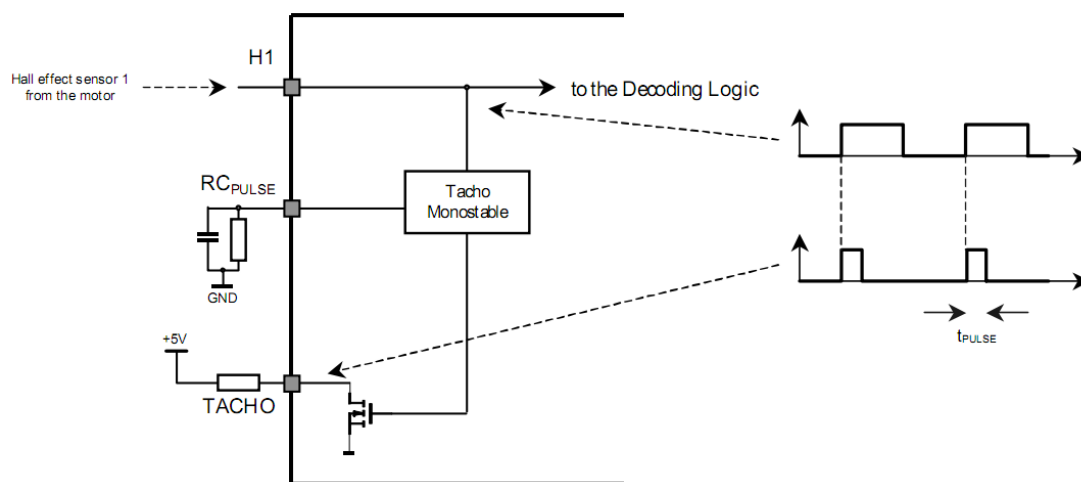 H1
Hall effect sensor 1
from the motor
to the Decoding Logic
RCPULSE
Tacho
Monostable
GND
tPULSE
+5V
TACHO